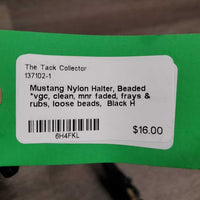 The Tack Collector
137102-1
Mustang Nylon Halter, Beaded
*vgc, clean, mnr faded, frays &
rubs, loose beads, Black H
6H4FKL
$16.00